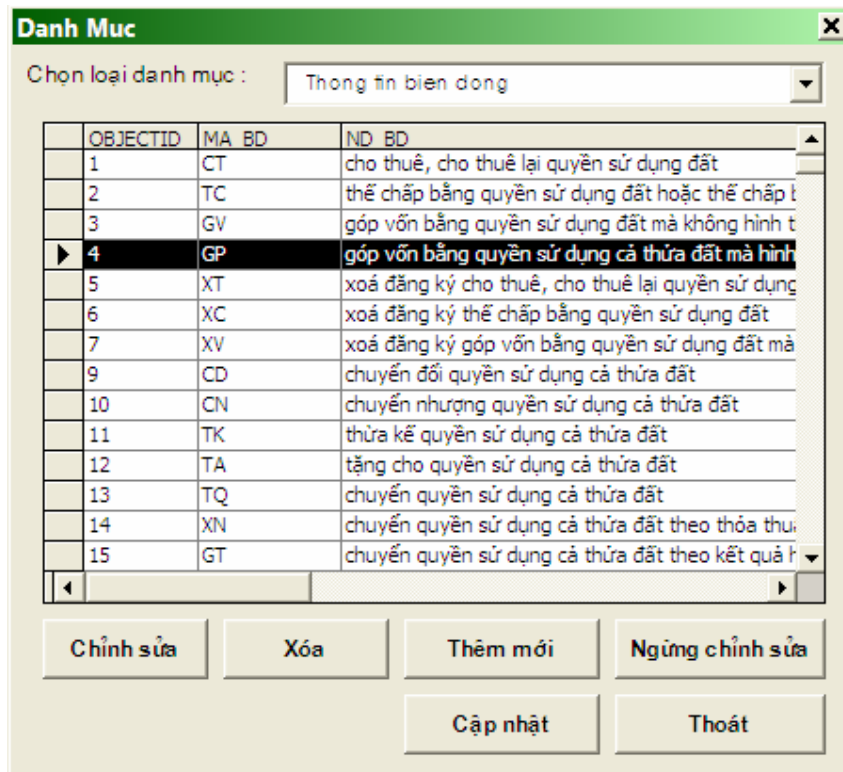 Danh Muc
Chọn loại danh mục : Thong tin bien dong
OBJECTID MA_BD ND_BD
1 CT cho thuê, cho thuê lại quyền sử dụng đất
2 TC thế chấp bằng quyền sử dụng đất hoặc thế chấp
3 GV góp vốn bằng quyền sử dụng đất mà không hình t
4 GP góp vốn bằng quyền sử dụng cả thửa đất mà hình
5 XT xoá đăng ký cho thuê, cho thuê lại quyền sử dụng
6 XC xoá đăng ký thế chấp bằng quyền sử dụng đất
7 XV xoá đăng ký góp vốn bằng quyền sử dụng đất mà
9 CD chuyển đổi quyền sử dụng cả thửa đất
10 CN chuyển nhượng quyền sử dụng cả thửa đất
11 TK thừa kế quyền sử dụng cả thửa đất
12 TA tặng cho quyền sử dụng cả thửa đất
13 TQ chuyển quyền sử dụng cả thửa đất
14 XN chuyển quyền sử dụng cả thửa đất theo thỏa
15 GT chuyển quyền sử dụng cả thửa đất theo kết quả h
Chỉnh sửa Xóa Thêm mới Ngừng chỉnh sửa
Cập nhật Thoát